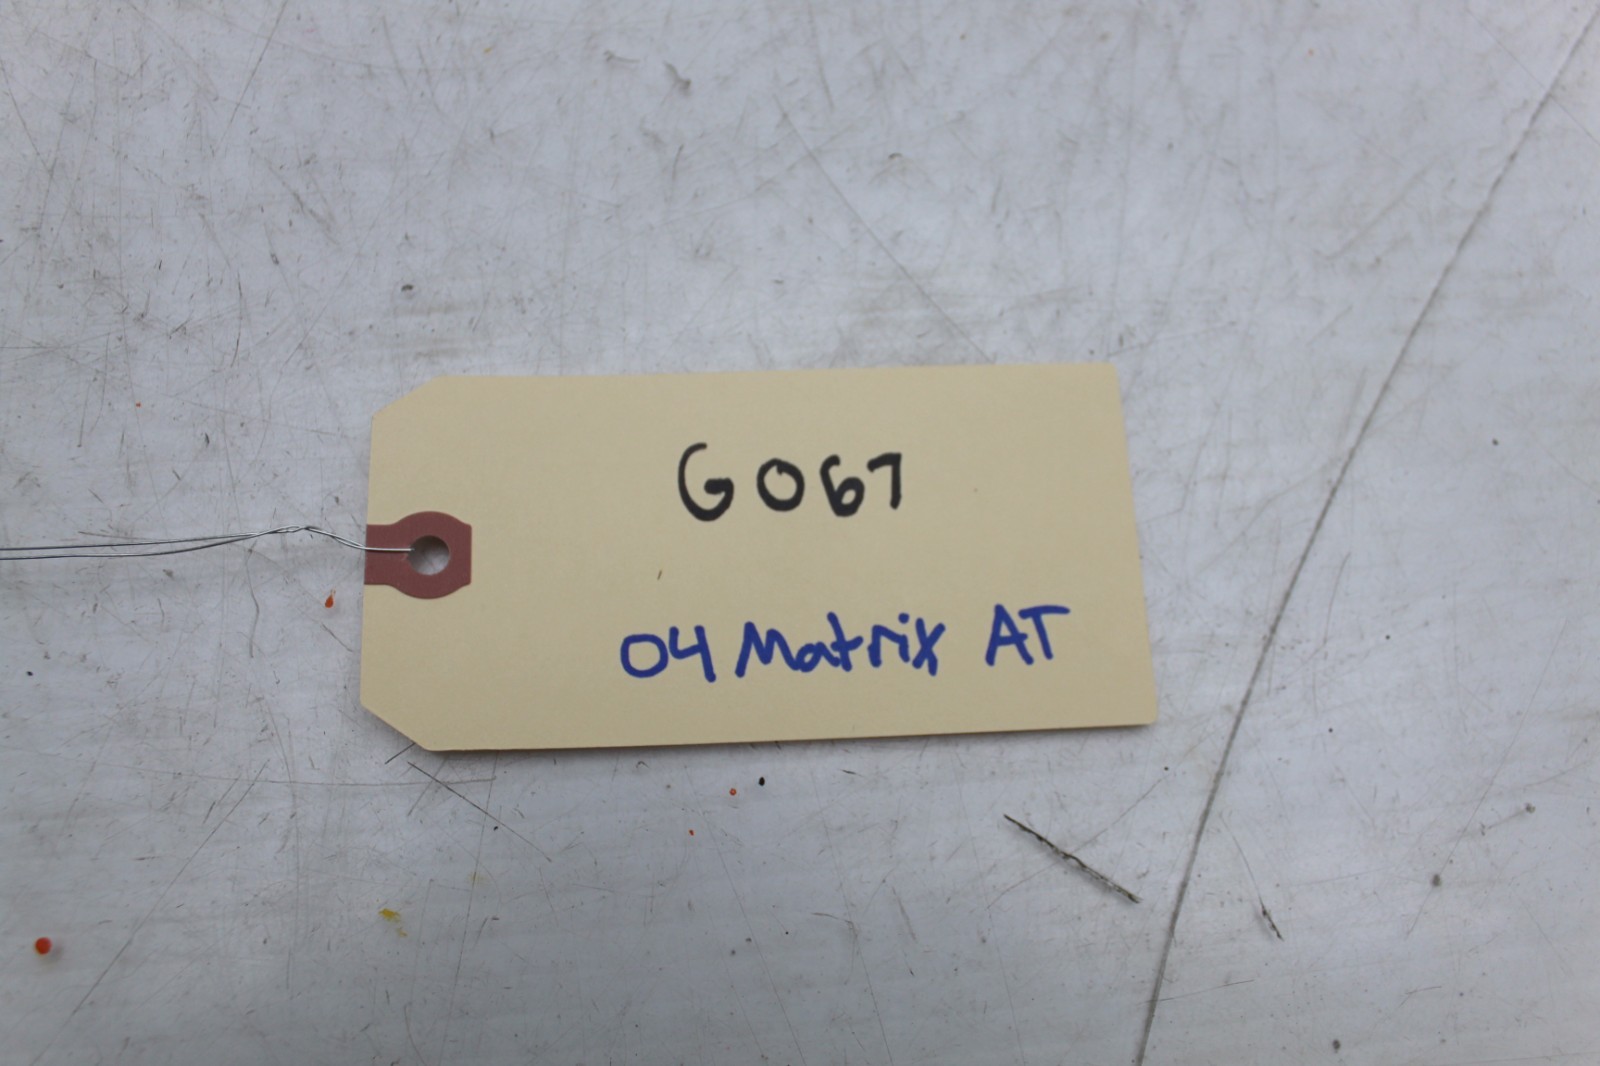 G067
04 Matrix AT